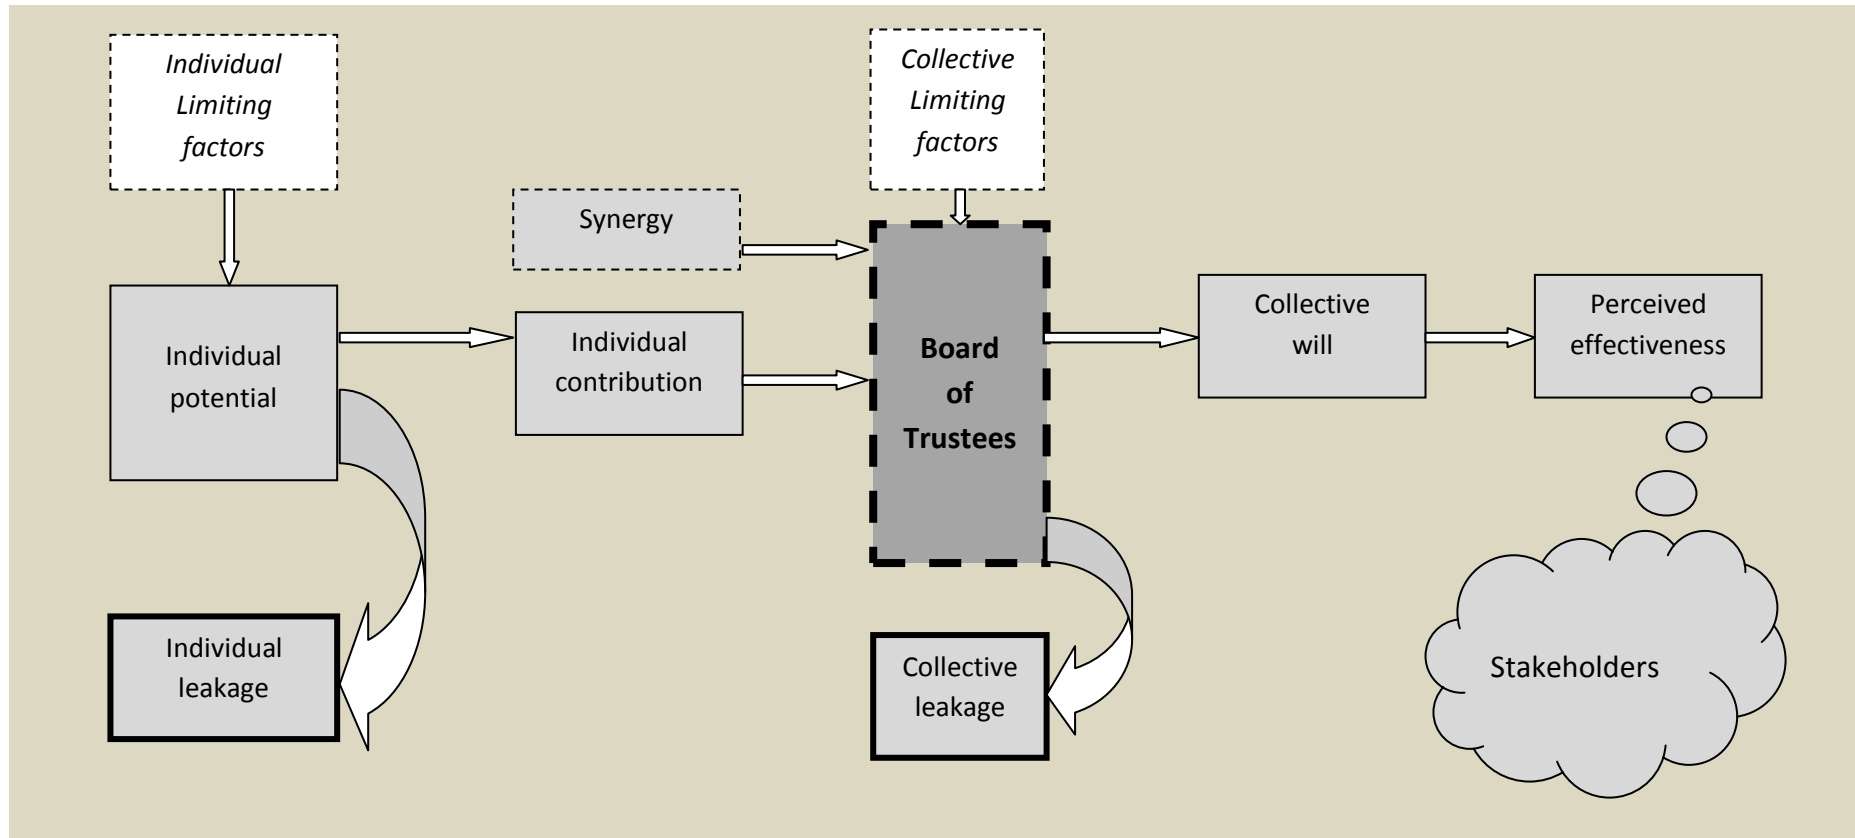 Individual
Limiting
factors
Collective
Limiting
factors
Synergy
Individual
potential
Individual
contribution
Board
of
Trustees
Collective
will
Perceived
effectiveness
Individual
leakage
Collective
leakage
Stakeholders